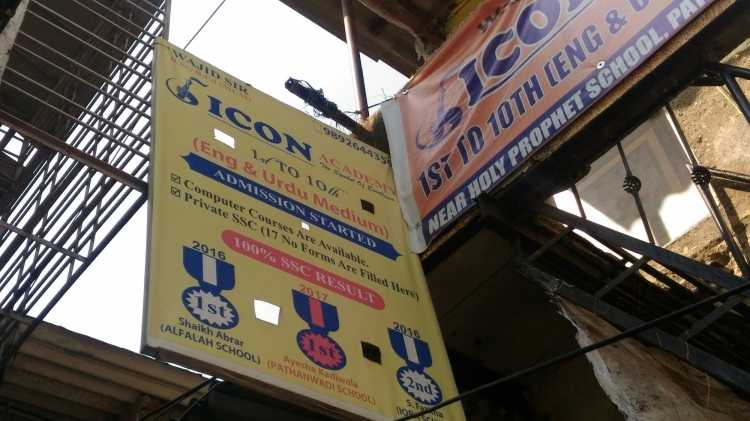 WAJID SIR
ICON
ACADEMY
989264435
1st TO 10th
(Eng & Urdu Medium)
ADMISSION STARTED
Computer Courses Are Available.
Private SSC (17 No Forms Are Filled Here)
100% SSC RESULT
2016
1st
Shaikh Abrar
(ALFALAH SCHOOL)
2017
1st
Ayesha Kadiwala
(PATHANWADI SCHOOL)
2016
2nd
ICON
1ST TO 10TH (ENG & U
NEAR HOLY PROPHET SCHOOL, PA